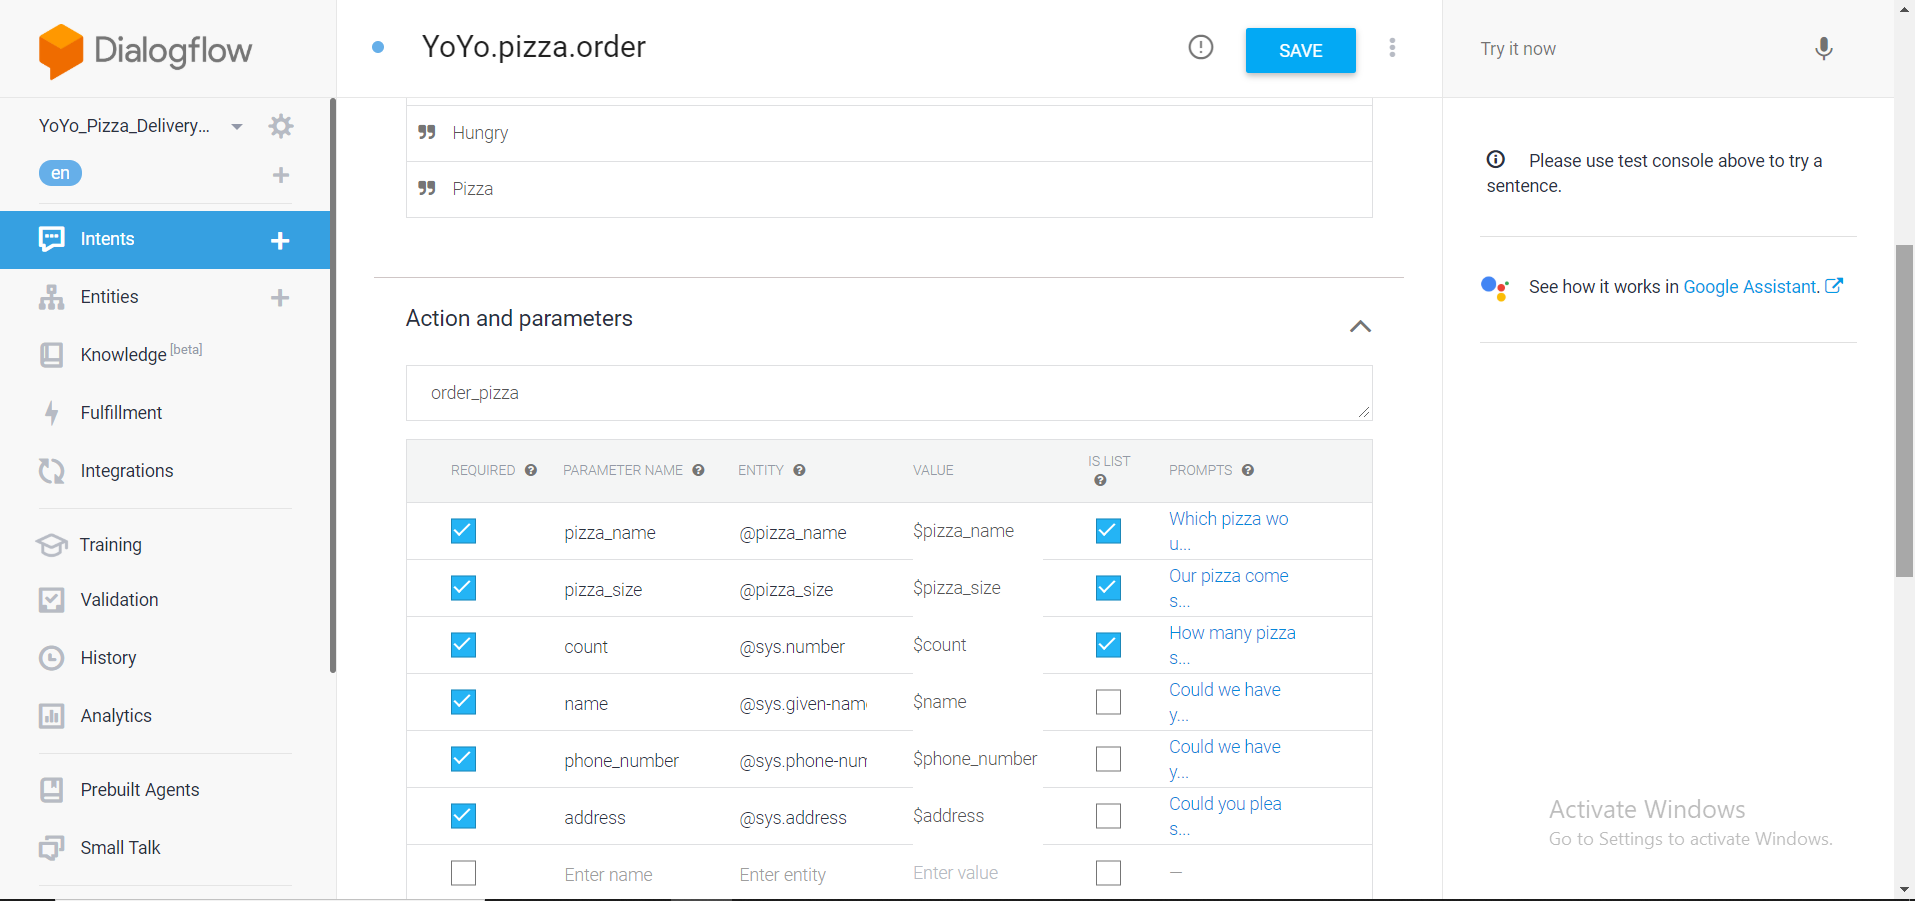 Dialogflow
YoYo.pizza.order
SAVE
Try it now
YoYo_Pizza_Delivery...
en
Intents
Entities
Knowledge [beta]
Fulfillment
Integrations
Training
Validation
History
Analytics
Prebuilt Agents
Small Talk
Hungry
Pizza
Action and parameters
order_pizza
REQUIRED PARAMETER NAME ENTITY VALUE IS LIST PROMPTS
pizza_name @pizza_name $pizza_name Which pizza wo
u...
pizza_size @pizza_size $pizza_size Our pizza come
s...
count @sys.number $count How many pizza
s...
name @sys.given-nam $name Could we have
y...
phone_number @sys.phone-num $phone_number Could we have
y...
address @sys.address $address Could you plea
s...
Enter name Enter entity Enter value —
Please use test console above to try a
sentence.
See how it works in Google Assistant.
Activate Windows
Go to Settings to activate Windows.